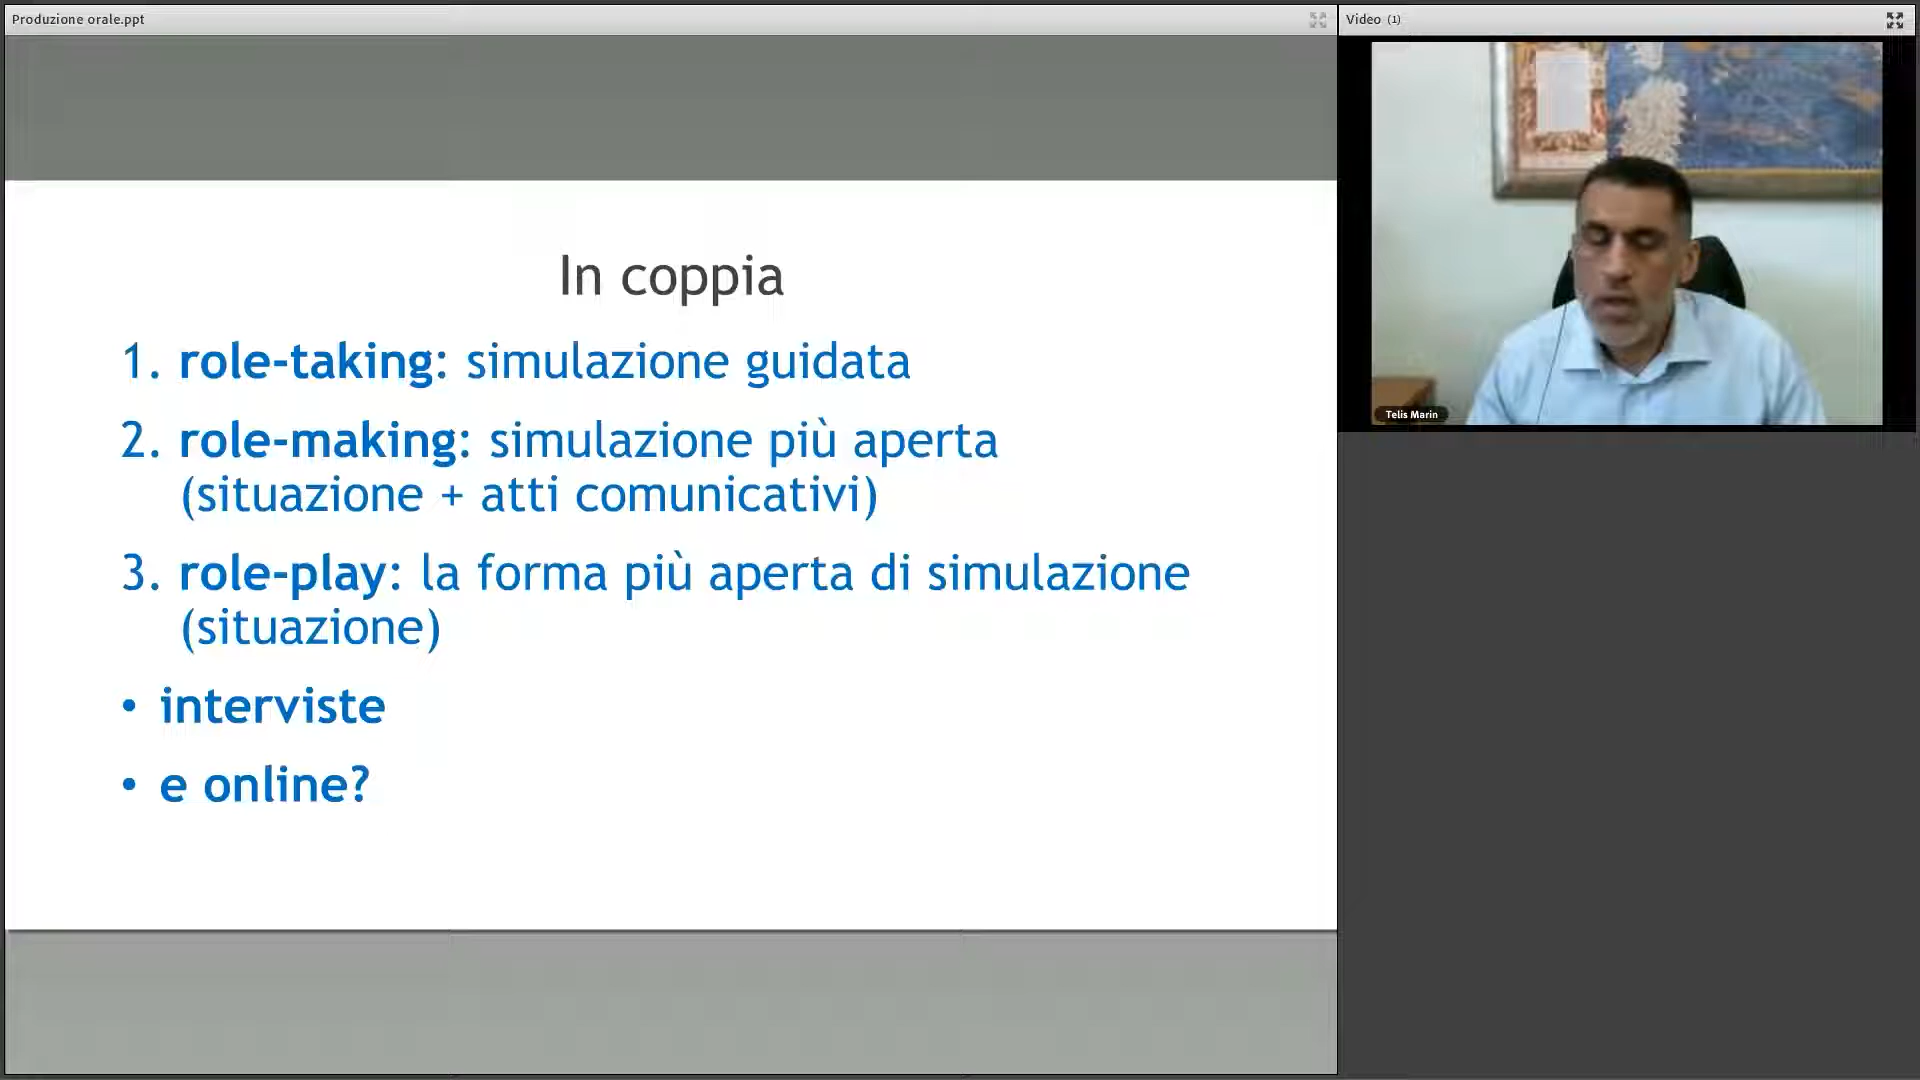 Produzione orale.ppt
Video (1)
In coppia
1. role-taking: simulazione guidata
2. role-making: simulazione più aperta
(situazione + atti comunicativi)
3. role-play: la forma più aperta di simulazione
(situazione)
• interviste
• e online?
Telis Marin